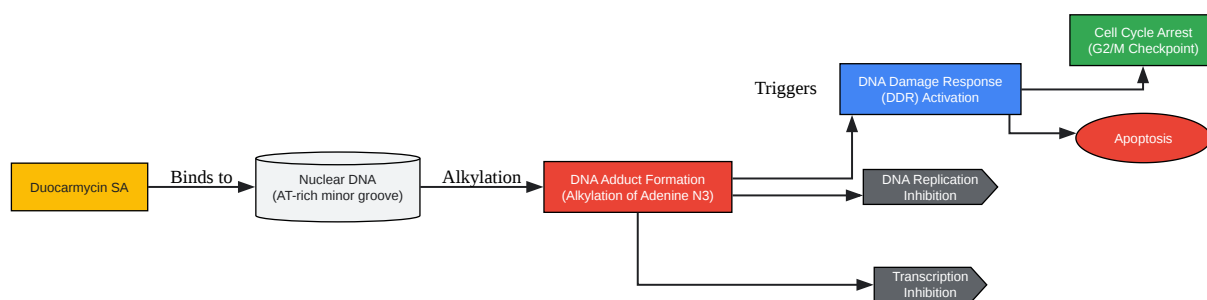 Cell Cycle Arrest
(G2/M Checkpoint)
Triggers
DNA Damage Response
(DDR) Activation
Apoptosis
Duocarmycin SA
Binds to
Nuclear DNA
(AT-rich minor groove)
Alkylation
DNA Adduct Formation
(Alkylation of Adenine N3)
DNA Replication
Inhibition
Transcription
Inhibition